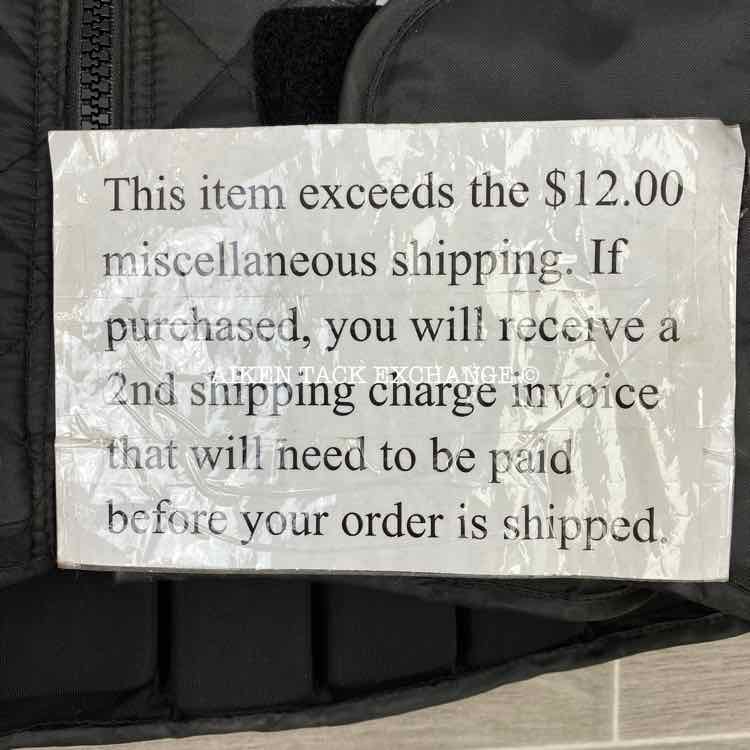 This item exceeds the $12.00
miscellaneous shipping. If
purchased, you will receive a
AIKEN TACK EXCHANGE ©
2nd shipping charge invoice
that will need to be paid
before your order is shipped.